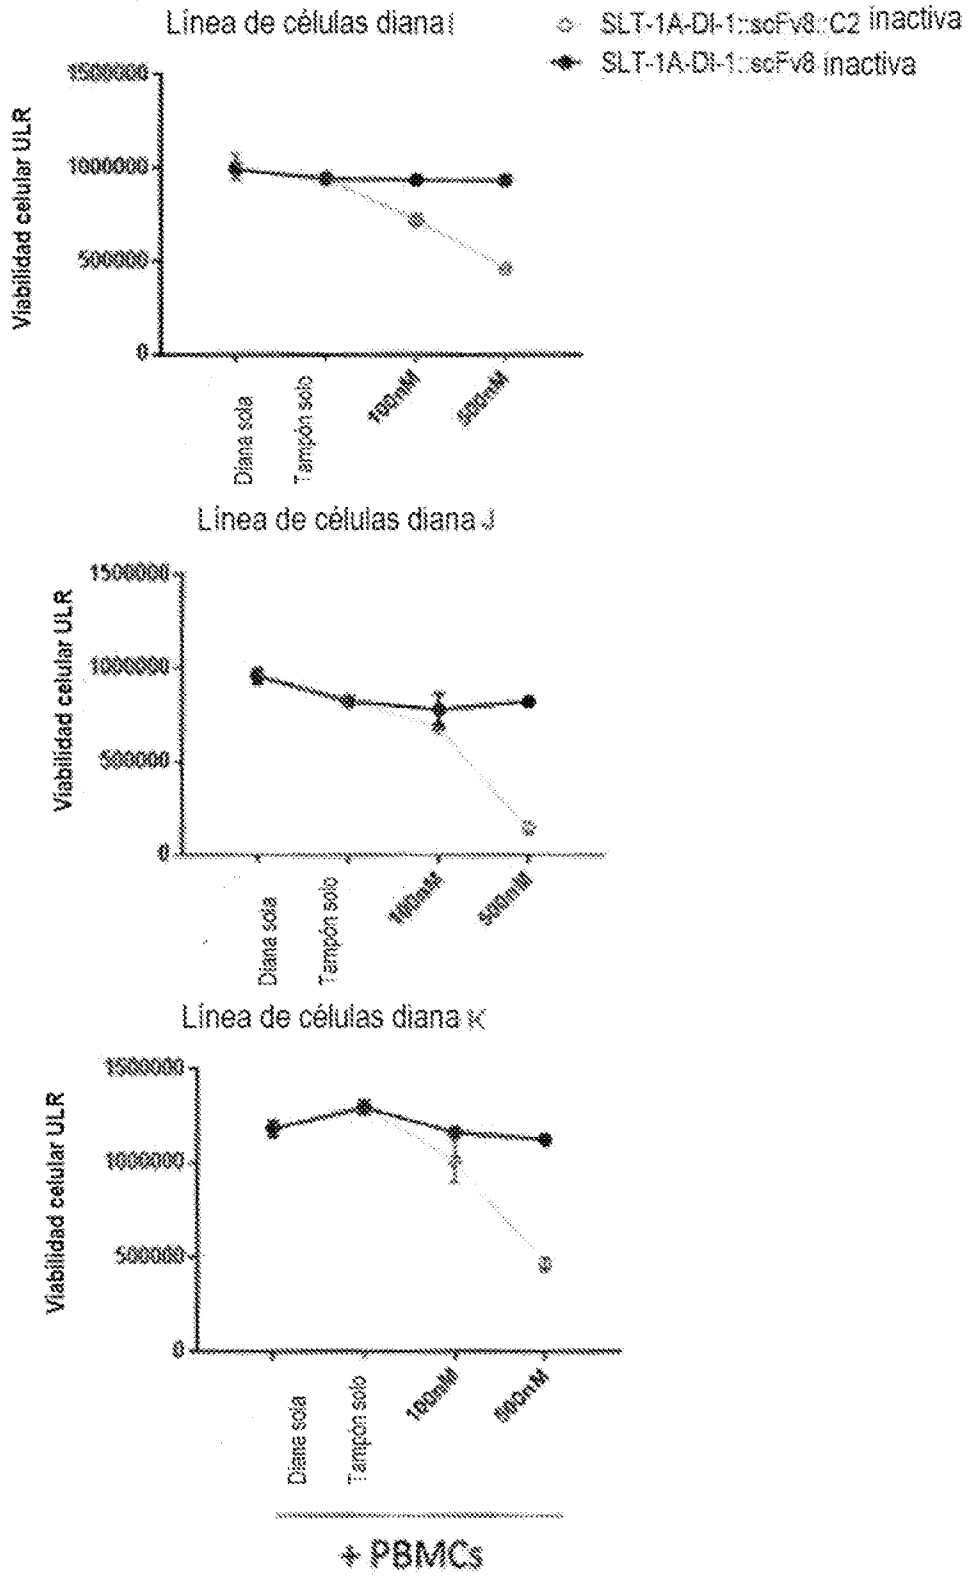 Línea de células diana I
SLT-1A-DI-1::scFv8::C2 inactiva
SLT-1A-DI-1::scFv8 inactiva
Viabilidad celular ULR
1500000
1000000
500000
0
Diana sola
Tampón solo
100nM
500nM
Línea de células diana J
Viabilidad celular ULR
1500000
1000000
500000
0
Diana sola
Tampón solo
100nM
500nM
Línea de células diana K
Viabilidad celular ULR
1500000
1000000
500000
0
Diana sola
Tampón solo
100nM
500nM
+ PBMCs